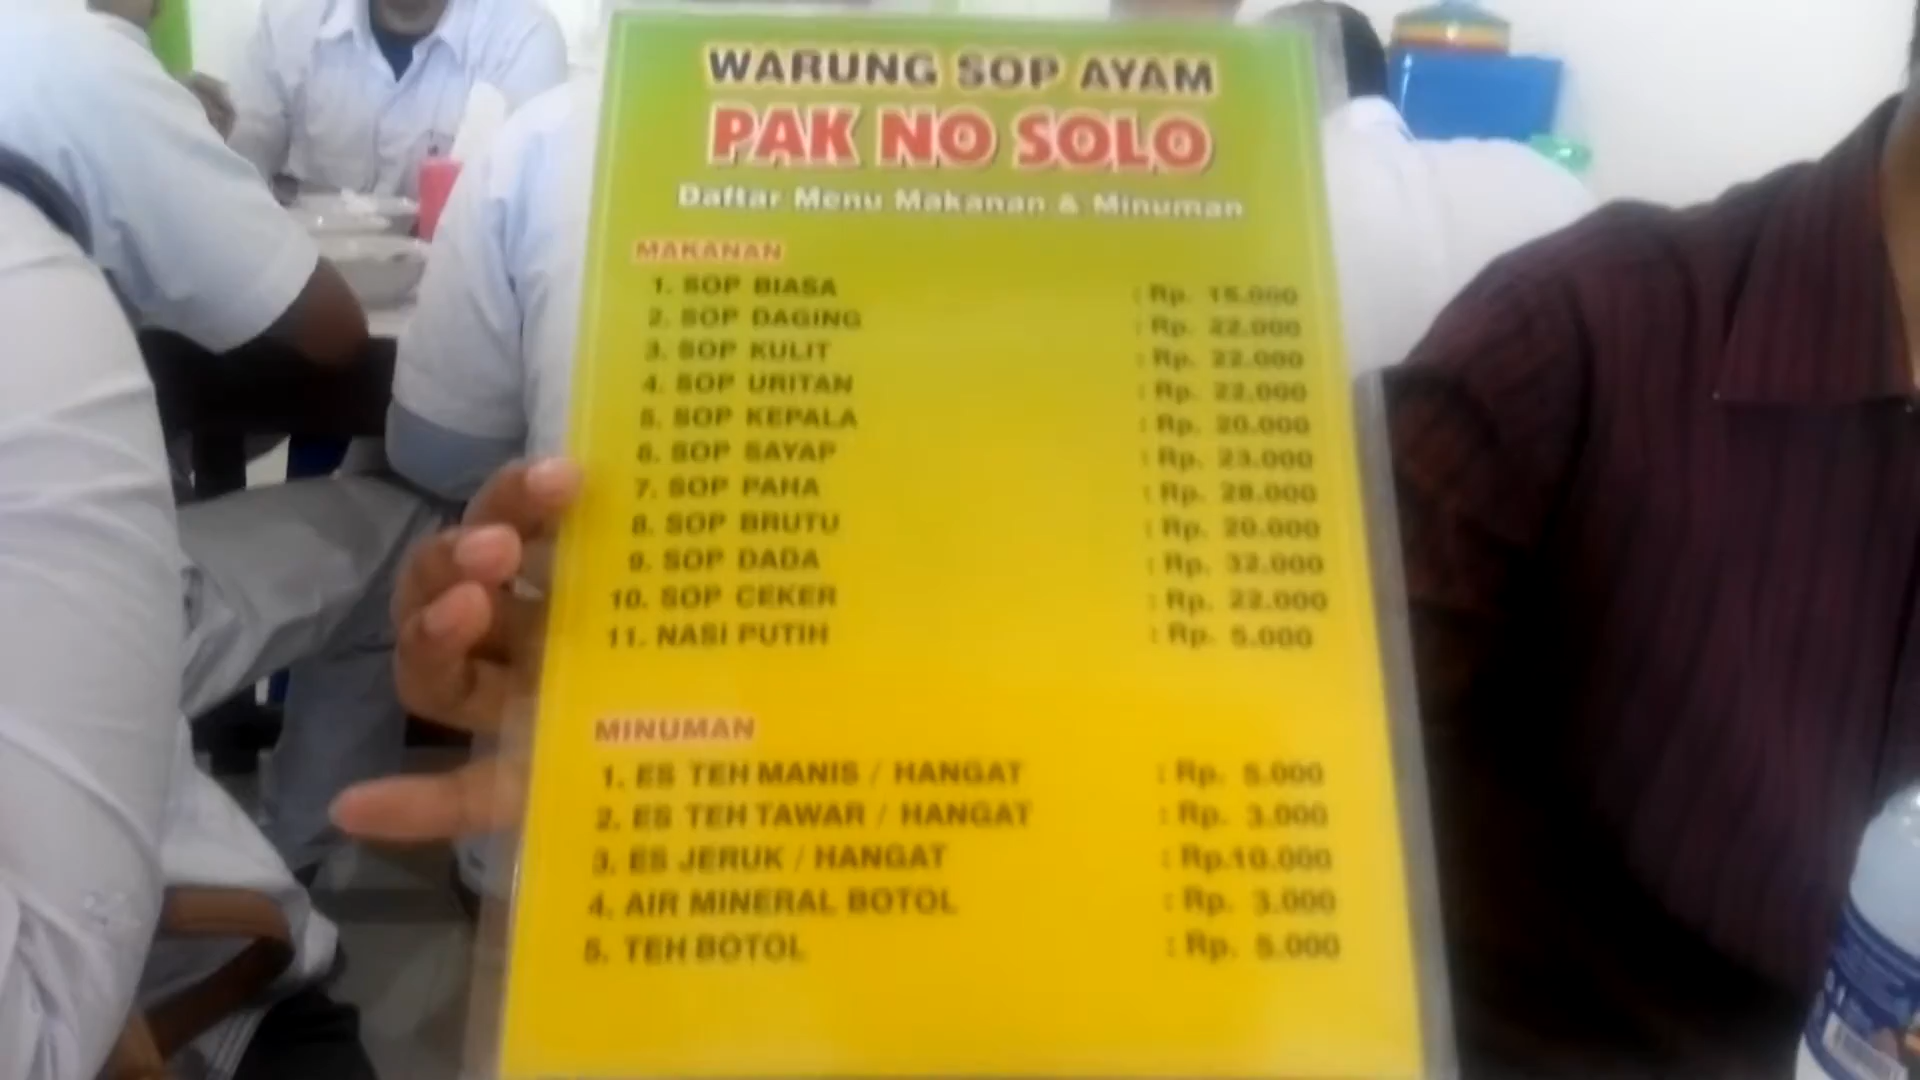 WARUNG SOP AYAM
PAK NO SOLO
Daftar Menu Makanan & Minuman
MAKANAN
1. SOP BIASA : Rp. 15.000
2. SOP DAGING : Rp. 22.000
3. SOP KULIT : Rp. 22.000
4. SOP URITAN : Rp. 22.000
5. SOP KEPALA : Rp. 20.000
6. SOP SAYAP : Rp. 23.000
7. SOP PAHA : Rp. 28.000
8. SOP BRUTU : Rp. 20.000
9. SOP DADA : Rp. 32.000
10. SOP CEKER : Rp. 22.000
11. NASI PUTIH : Rp. 5.000
MINUMAN
1. ES TEH MANIS / HANGAT : Rp. 5.000
2. ES TEH TAWAR / HANGAT : Rp. 3.000
3. ES JERUK / HANGAT : Rp.10.000
4. AIR MINERAL BOTOL : Rp. 3.000
5. TEH BOTOL : Rp. 5.000